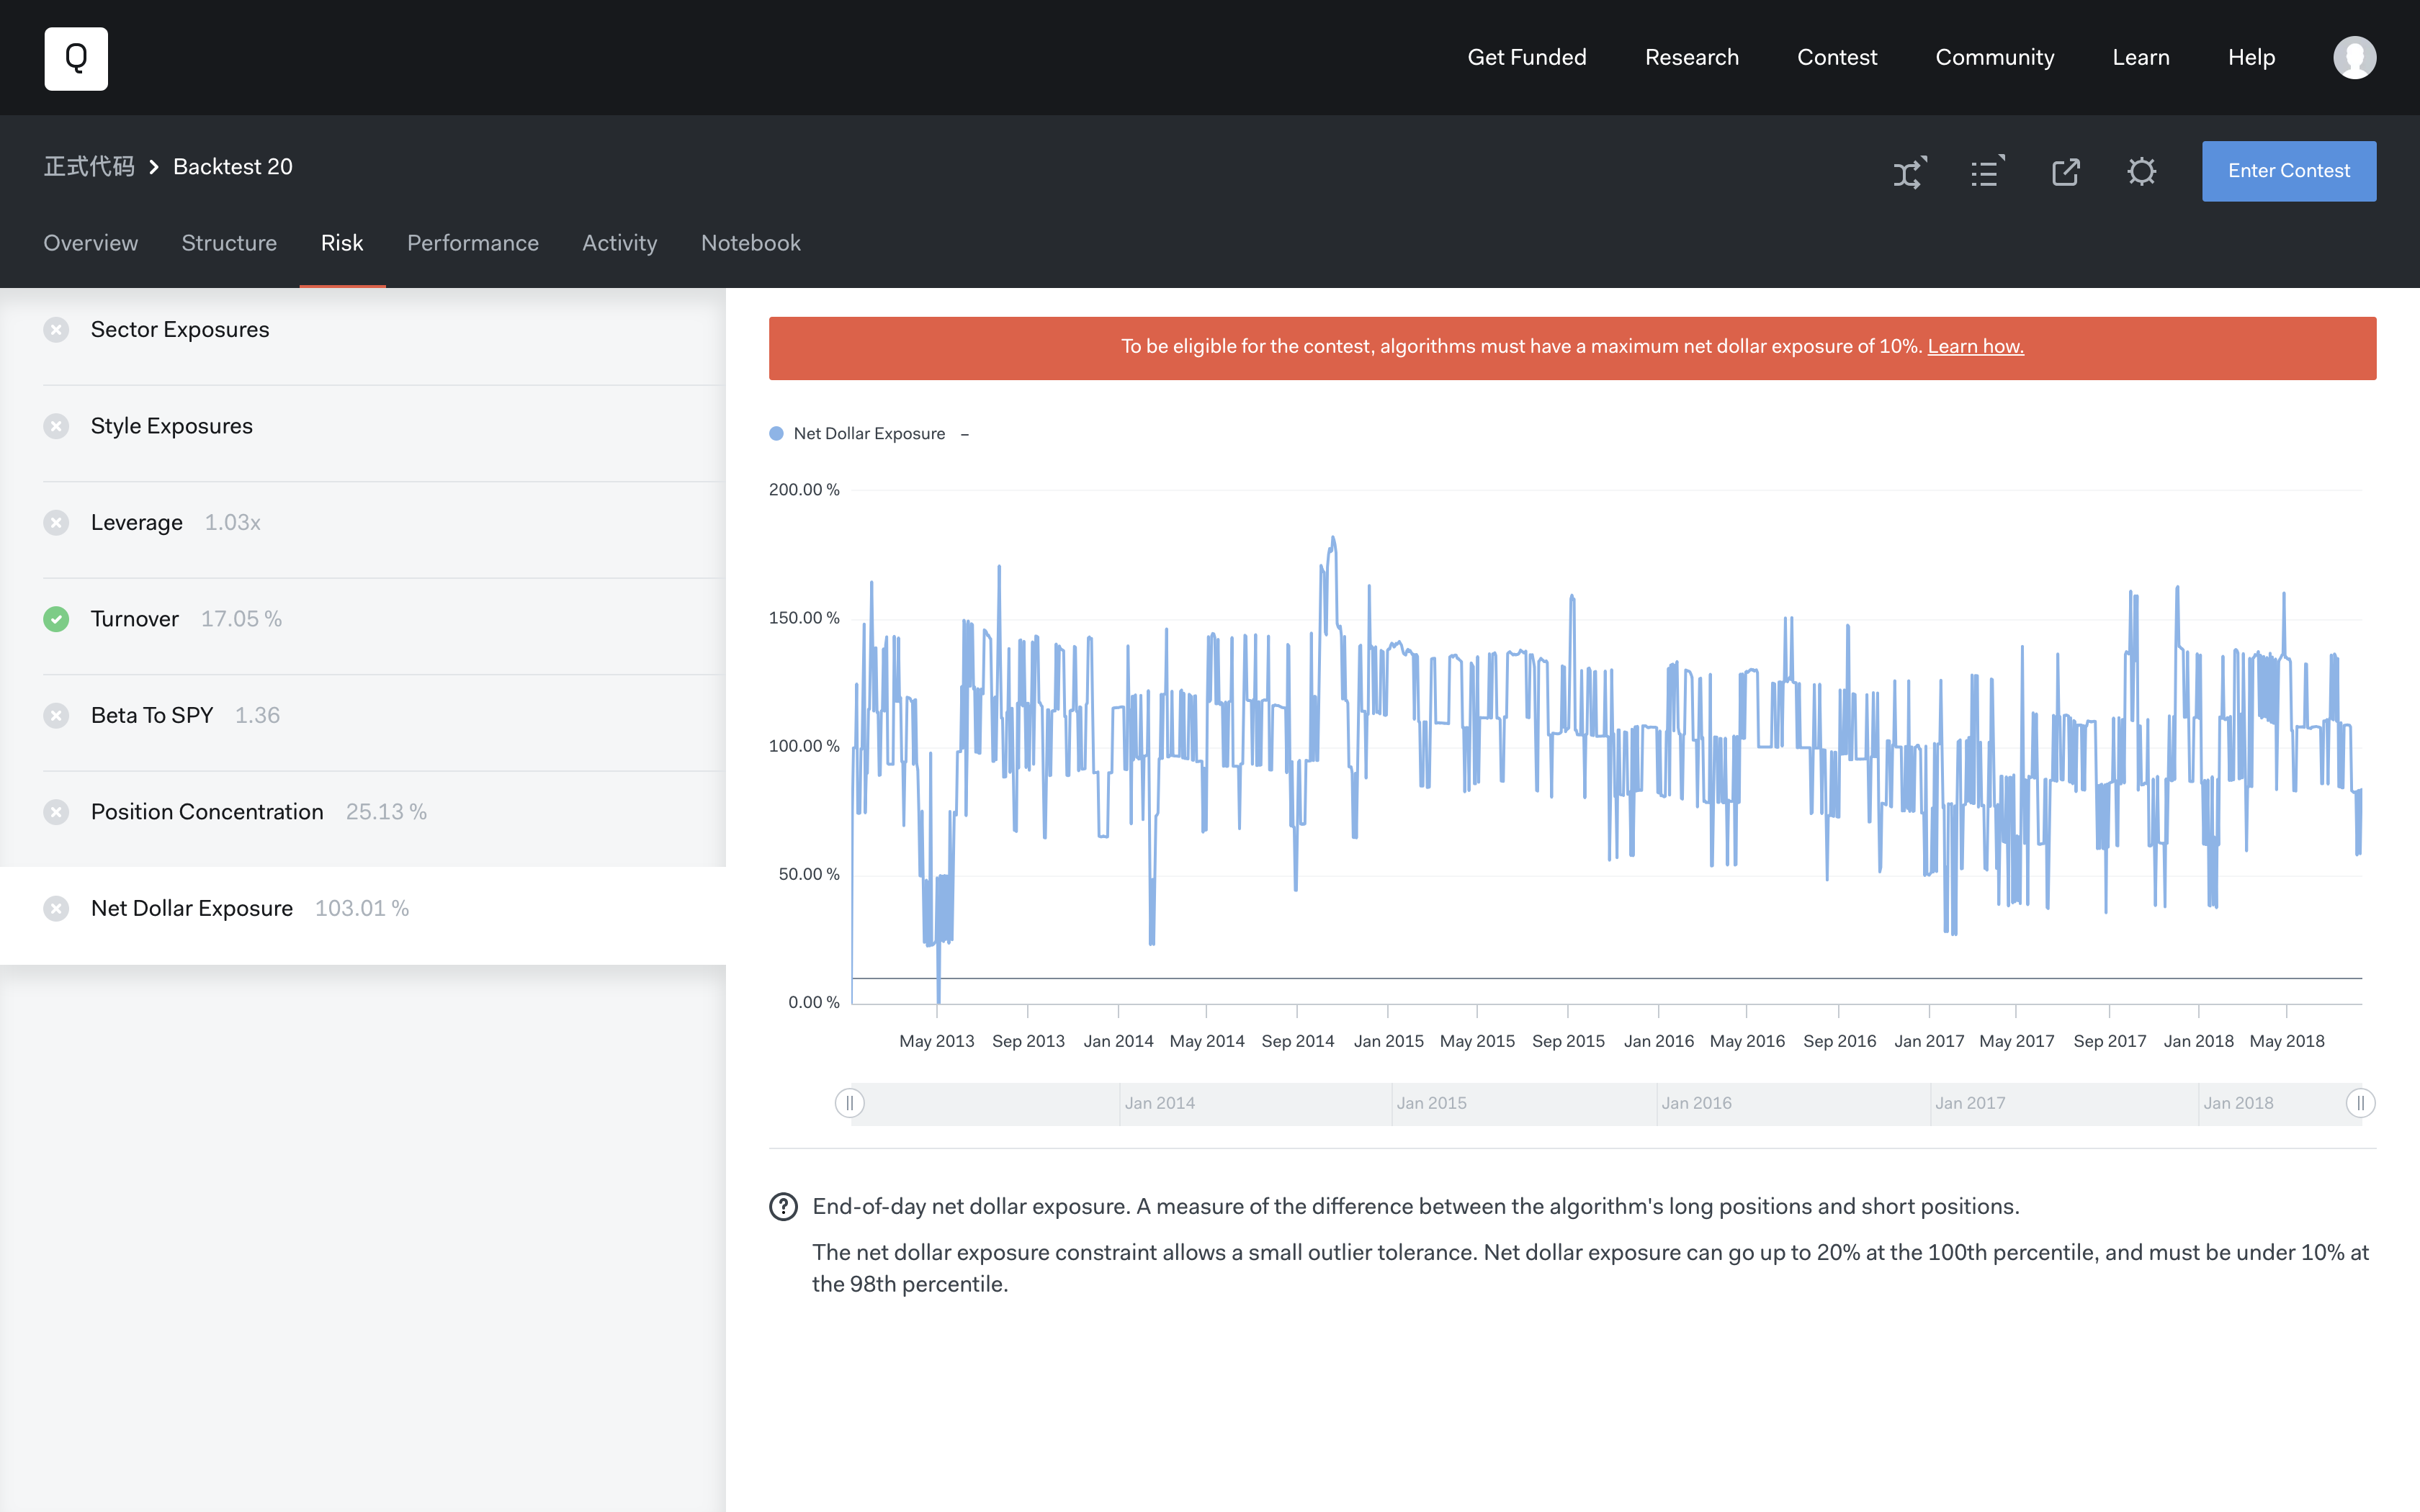 Q
Get Funded Research Contest Community Learn Help
正式代码 Backtest 20
Enter Contest
Overview Structure Risk Performance Activity Notebook
Sector Exposures
Style Exposures
Leverage 1.03x
Turnover 17.05 %
Beta To SPY 1.36
Position Concentration 25.13 %
Net Dollar Exposure 103.01 %
To be eligible for the contest, algorithms must have a maximum net dollar exposure of 10%. Learn how.
Net Dollar Exposure –
200.00 %
150.00 %
100.00 %
50.00 %
0.00 %
May 2013 Sep 2013 Jan 2014 May 2014 Sep 2014 Jan 2015 May 2015 Sep 2015 Jan 2016 May 2016 Sep 2016 Jan 2017 May 2017 Sep 2017 Jan 2018 May 2018
Jan 2014 Jan 2015 Jan 2016 Jan 2017 Jan 2018
? End-of-day net dollar exposure. A measure of the difference between the algorithm's long positions and short positions.
The net dollar exposure constraint allows a small outlier tolerance. Net dollar exposure can go up to 20% at the 100th percentile, and must be under 10% at
the 98th percentile.